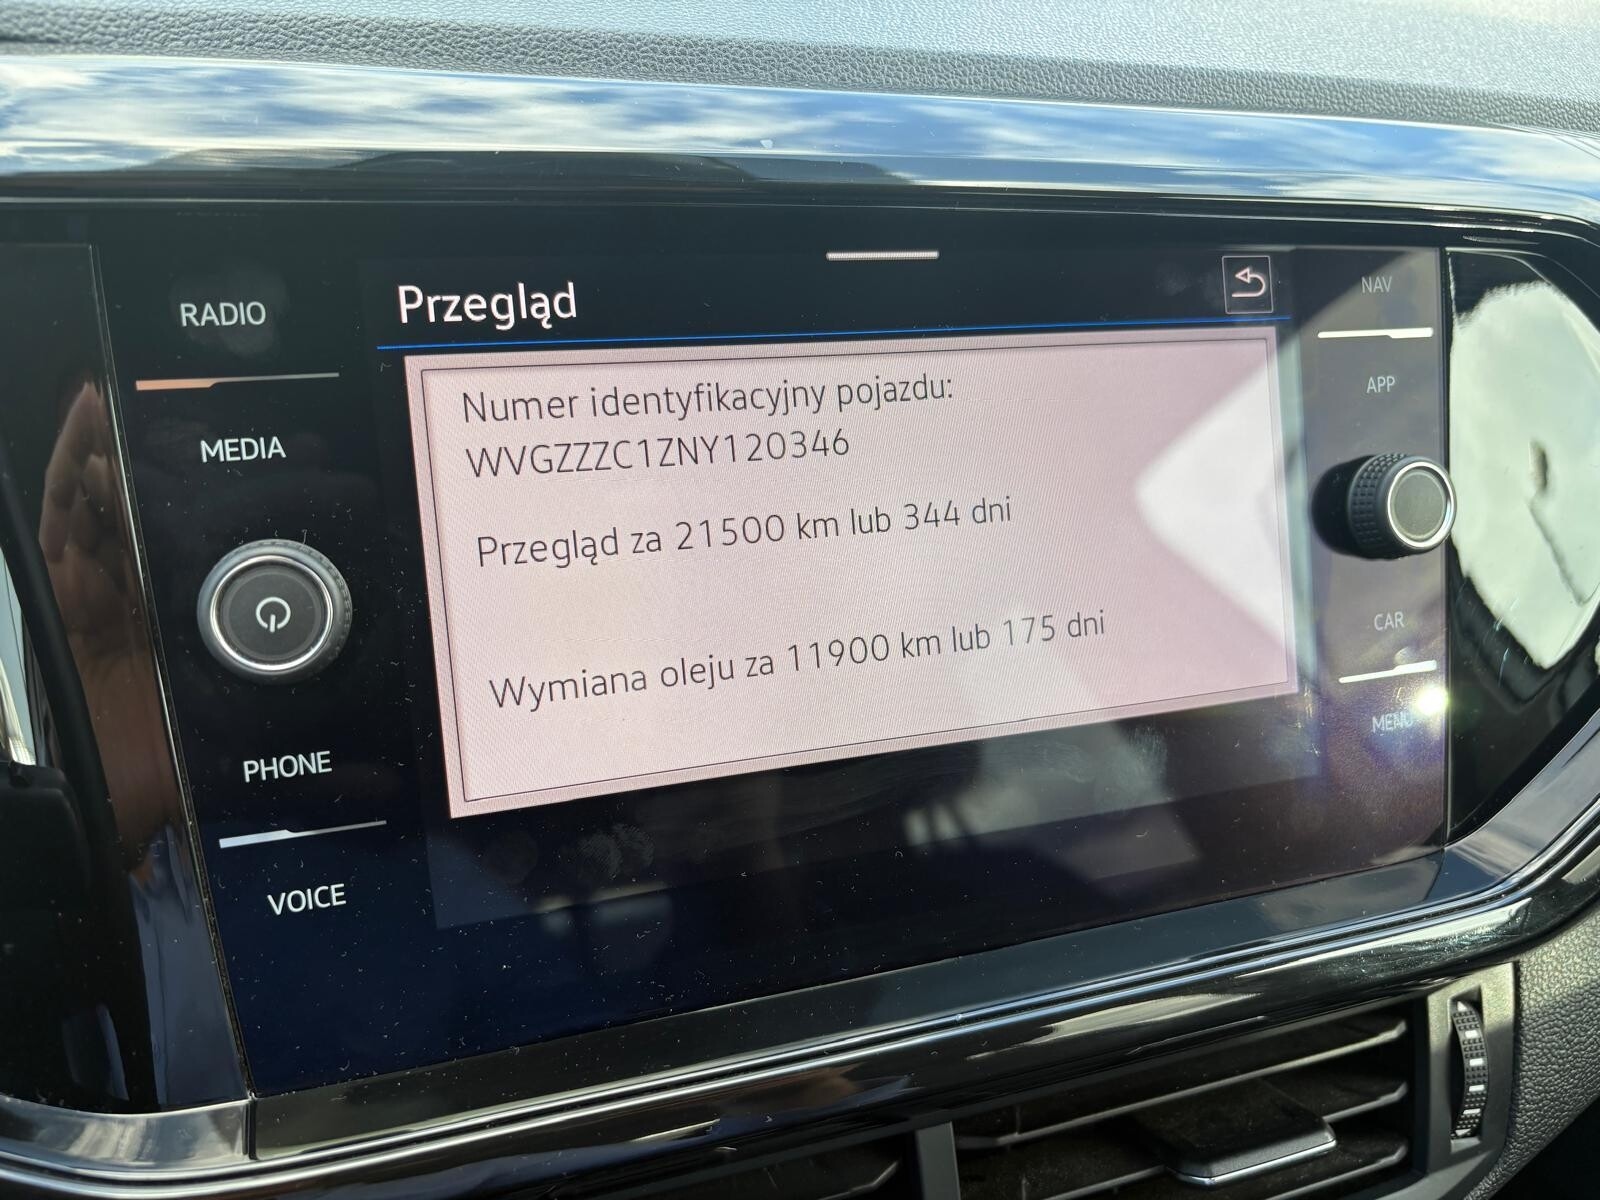 RADIO
MEDIA
PHONE
VOICE
Przegląd
Numer identyfikacyjny pojazdu:
WVGZZZC1ZNY120346
Przegląd za 21500 km lub 344 dni
Wymiana oleju za 11900 km lub 175 dni
NAV
APP
CAR
MENU